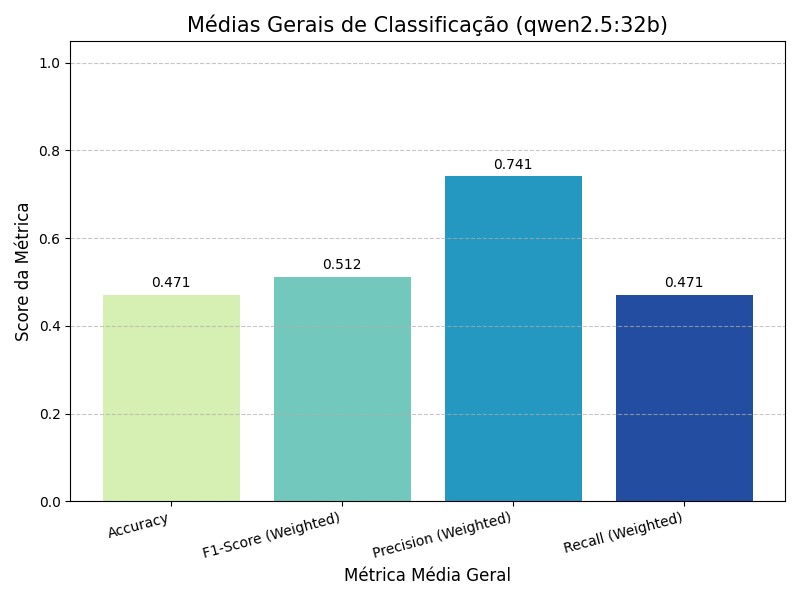 Médias Gerais de Classificação (qwen2.5:32b)
Score da Métrica
1.0
0.8
0.6
0.4
0.2
0.0
0.471
0.512
0.741
0.471
Accuracy
F1-Score (Weighted)
Precision (Weighted)
Recall (Weighted)
Métrica Média Geral